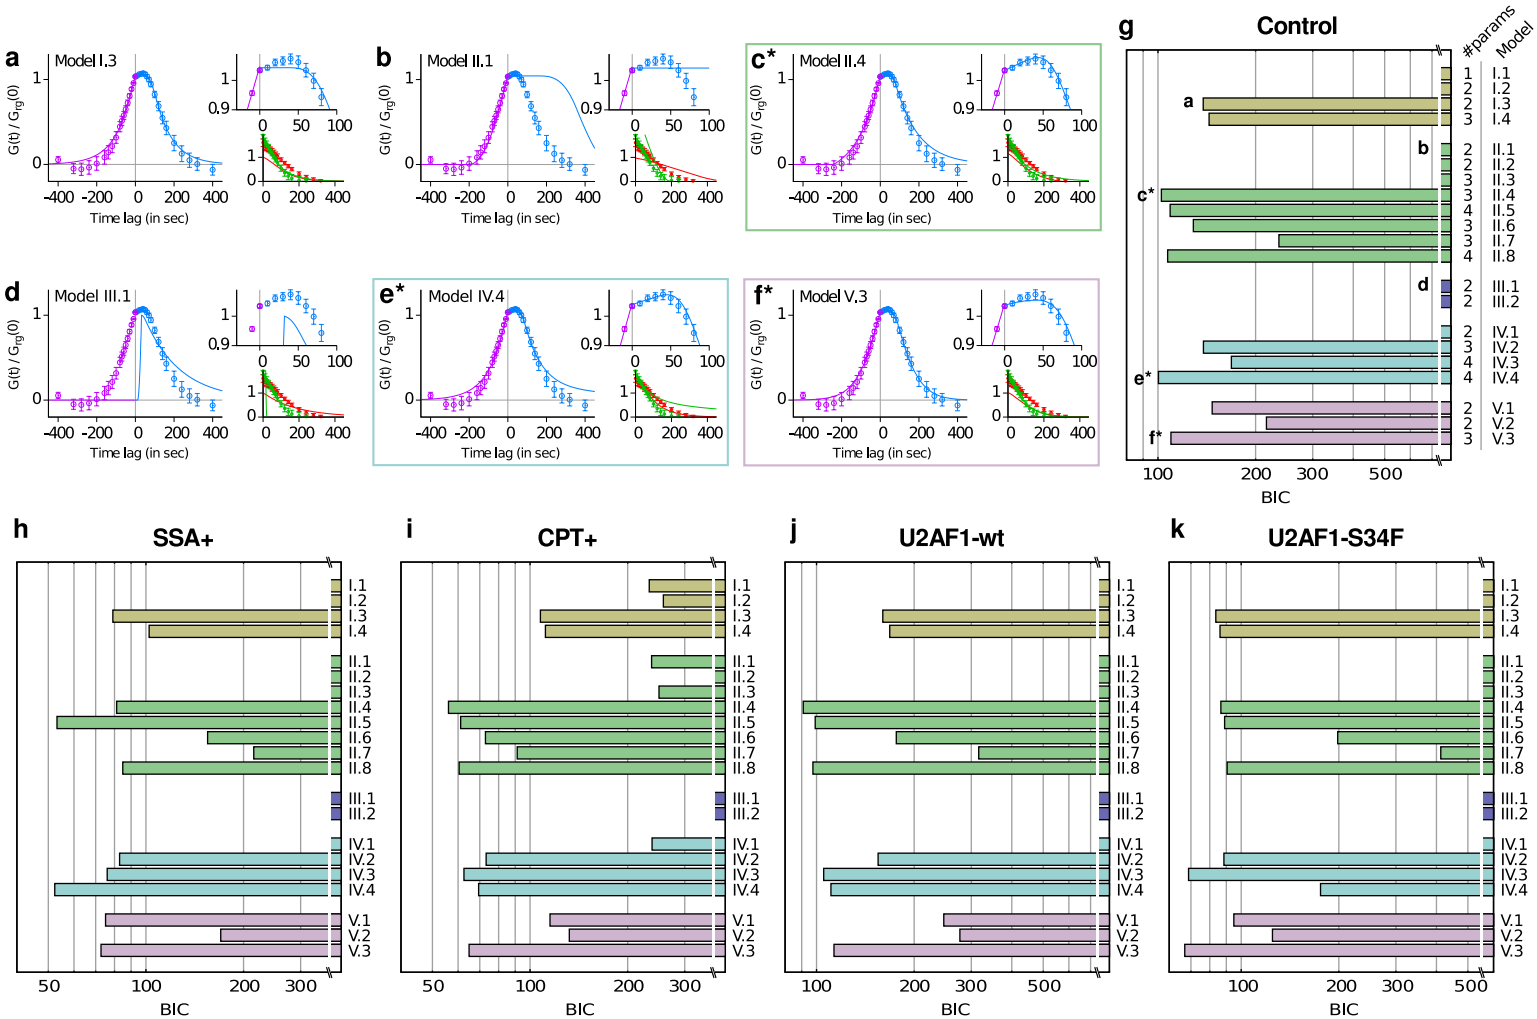 a
Model I.3
G(t) / Grg(0)
1
0
-400 -200 0 200 400
Time lag (in sec)
1
0.9
0 50 100
1
0
0 200 400
b
Model II.1
G(t) / Grg(0)
1
0
-400 -200 0 200 400
Time lag (in sec)
1
0.9
0 50 100
1
0
0 200 400
c*
Model II.4
G(t) / Grg(0)
1
0
-400 -200 0 200 400
Time lag (in sec)
1
0.9
0 50 100
1
0
0 200 400
d
Model III.1
G(t) / Grg(0)
1
0
-400 -200 0 200 400
Time lag (in sec)
1
0.9
0 50 100
1
0
0 200 400
e*
Model IV.4
G(t) / Grg(0)
1
0
-400 -200 0 200 400
Time lag (in sec)
1
0.9
0 50 100
1
0
0 200 400
f*
Model V.3
G(t) / Grg(0)
1
0
-400 -200 0 200 400
Time lag (in sec)
1
0.9
0 50 100
1
0
0 200 400
g
Control
#params Model
1 I.1
2 I.2
a 2 I.3
3 I.4
b 2 II.1
2 II.2
3 II.3
c* 3 II.4
4 II.5
3 II.6
3 II.7
4 II.8
d 2 III.1
2 III.2
2 IV.1
3 IV.2
4 IV.3
e* 4 IV.4
2 V.1
2 V.2
f* 3 V.3
100 200 300 500
BIC
h
SSA+
I.1
I.2
I.3
I.4
II.1
II.2
II.3
II.4
II.5
II.6
II.7
II.8
III.1
III.2
IV.1
IV.2
IV.3
IV.4
V.1
V.2
V.3
50 100 200 300
BIC
i
CPT+
I.1
I.2
I.3
I.4
II.1
II.2
II.3
II.4
II.5
II.6
II.7
II.8
III.1
III.2
IV.1
IV.2
IV.3
IV.4
V.1
V.2
V.3
50 100 200 300
BIC
j
U2AF1-wt
I.1
I.2
I.3
I.4
II.1
II.2
II.3
II.4
II.5
II.6
II.7
II.8
III.1
III.2
IV.1
IV.2
IV.3
IV.4
V.1
V.2
V.3
100 200 300 500
BIC
k
U2AF1-S34F
I.1
I.2
I.3
I.4
II.1
II.2
II.3
II.4
II.5
II.6
II.7
II.8
III.1
III.2
IV.1
IV.2
IV.3
IV.4
V.1
V.2
V.3
100 200 300 500
BIC